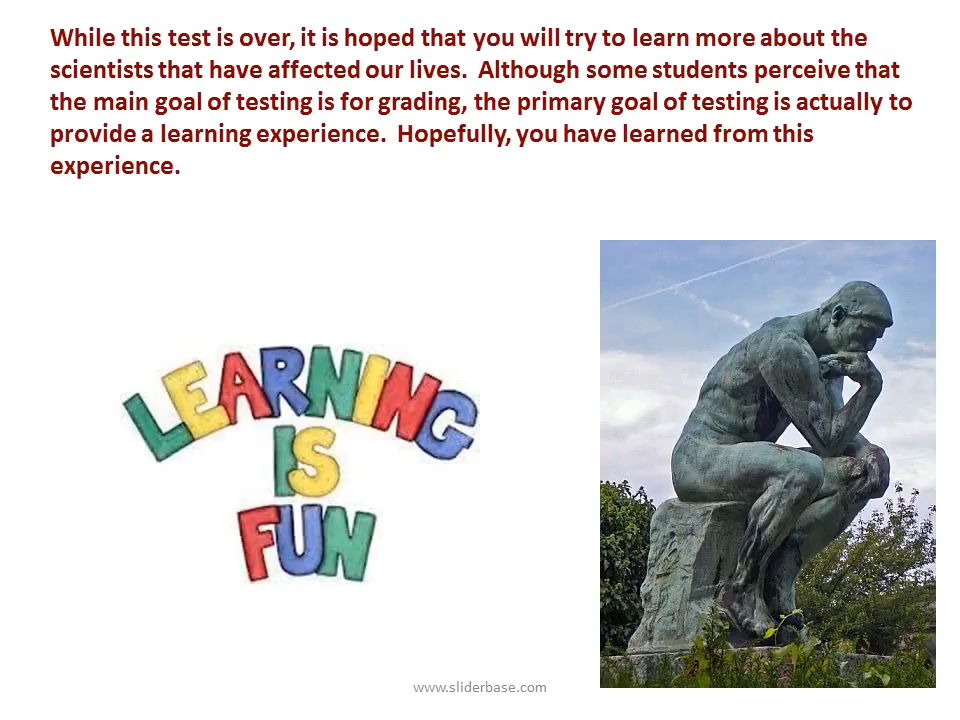 While this test is over, it is hoped that you will try to learn more about the
scientists that have affected our lives.  Although some students perceive that
the main goal of testing is for grading, the primary goal of testing is actually to
provide a learning experience.  Hopefully, you have learned from this
experience.
LEARNING
IS
FUN
www.sliderbase.com